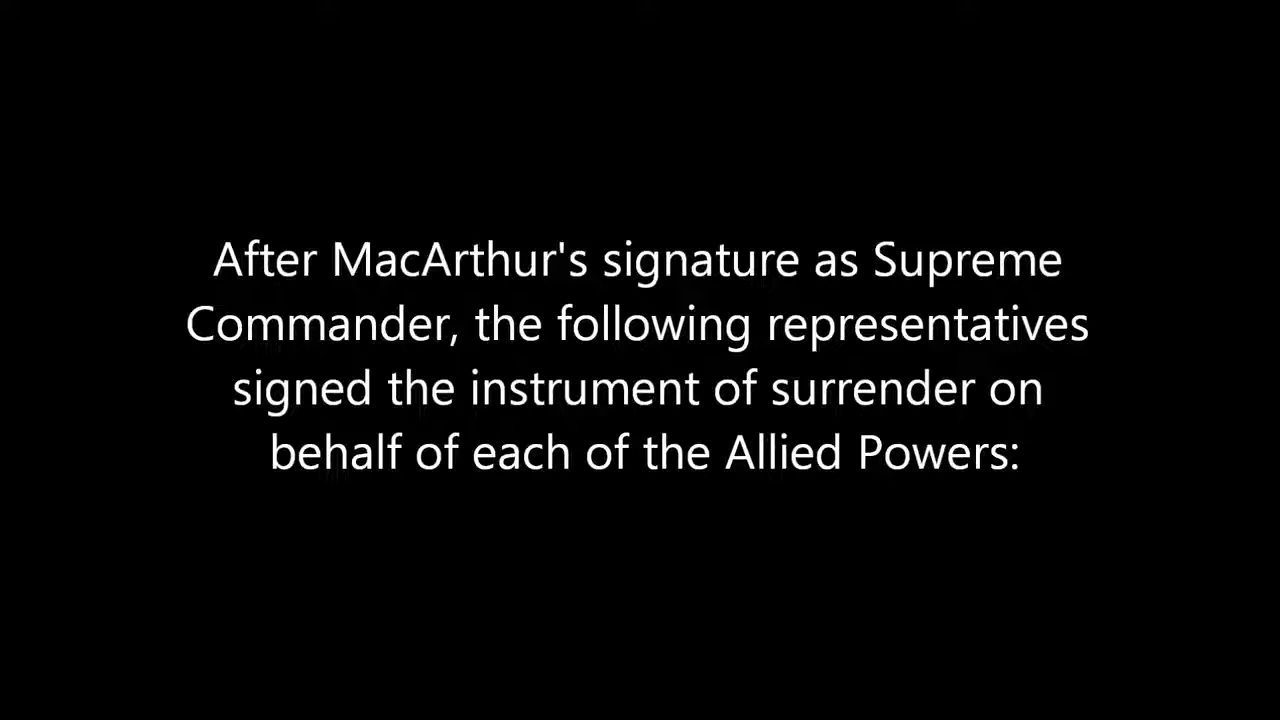 After MacArthur's signature as Supreme
Commander, the following representatives
signed the instrument of surrender on
behalf of each of the Allied Powers: